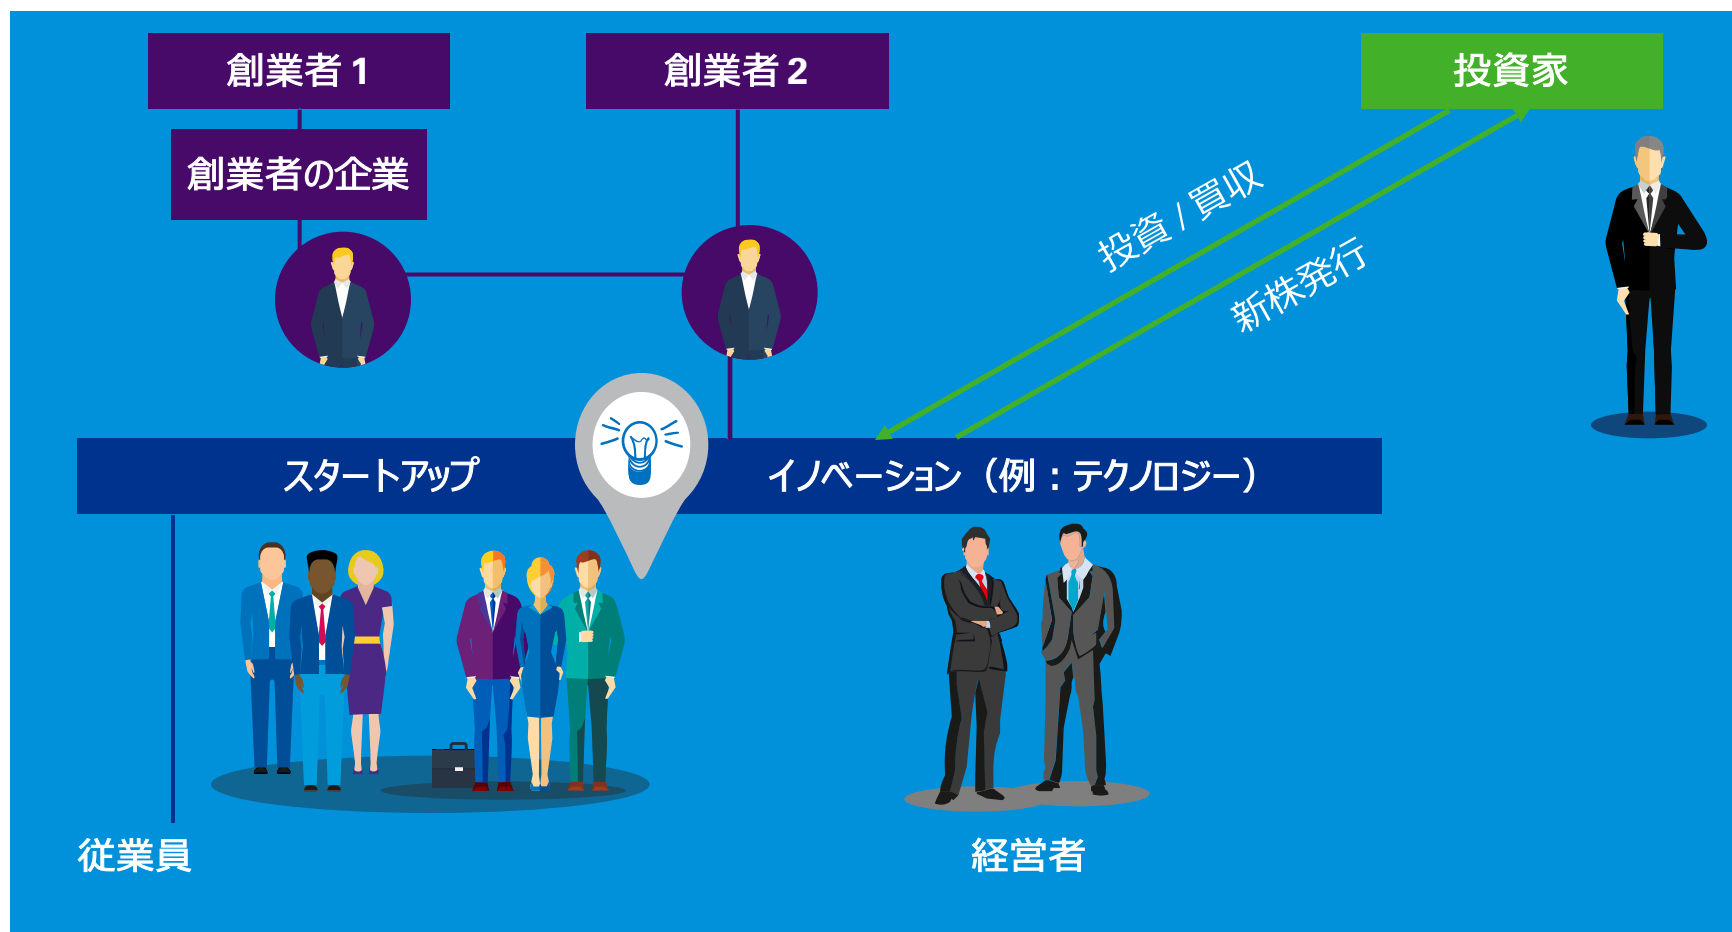 創業者 1
創業者 2
投資家
創業者の企業
投資 / 買収
新株発行
スタートアップ
イノベーション（例：テクノロジー）
従業員
経営者